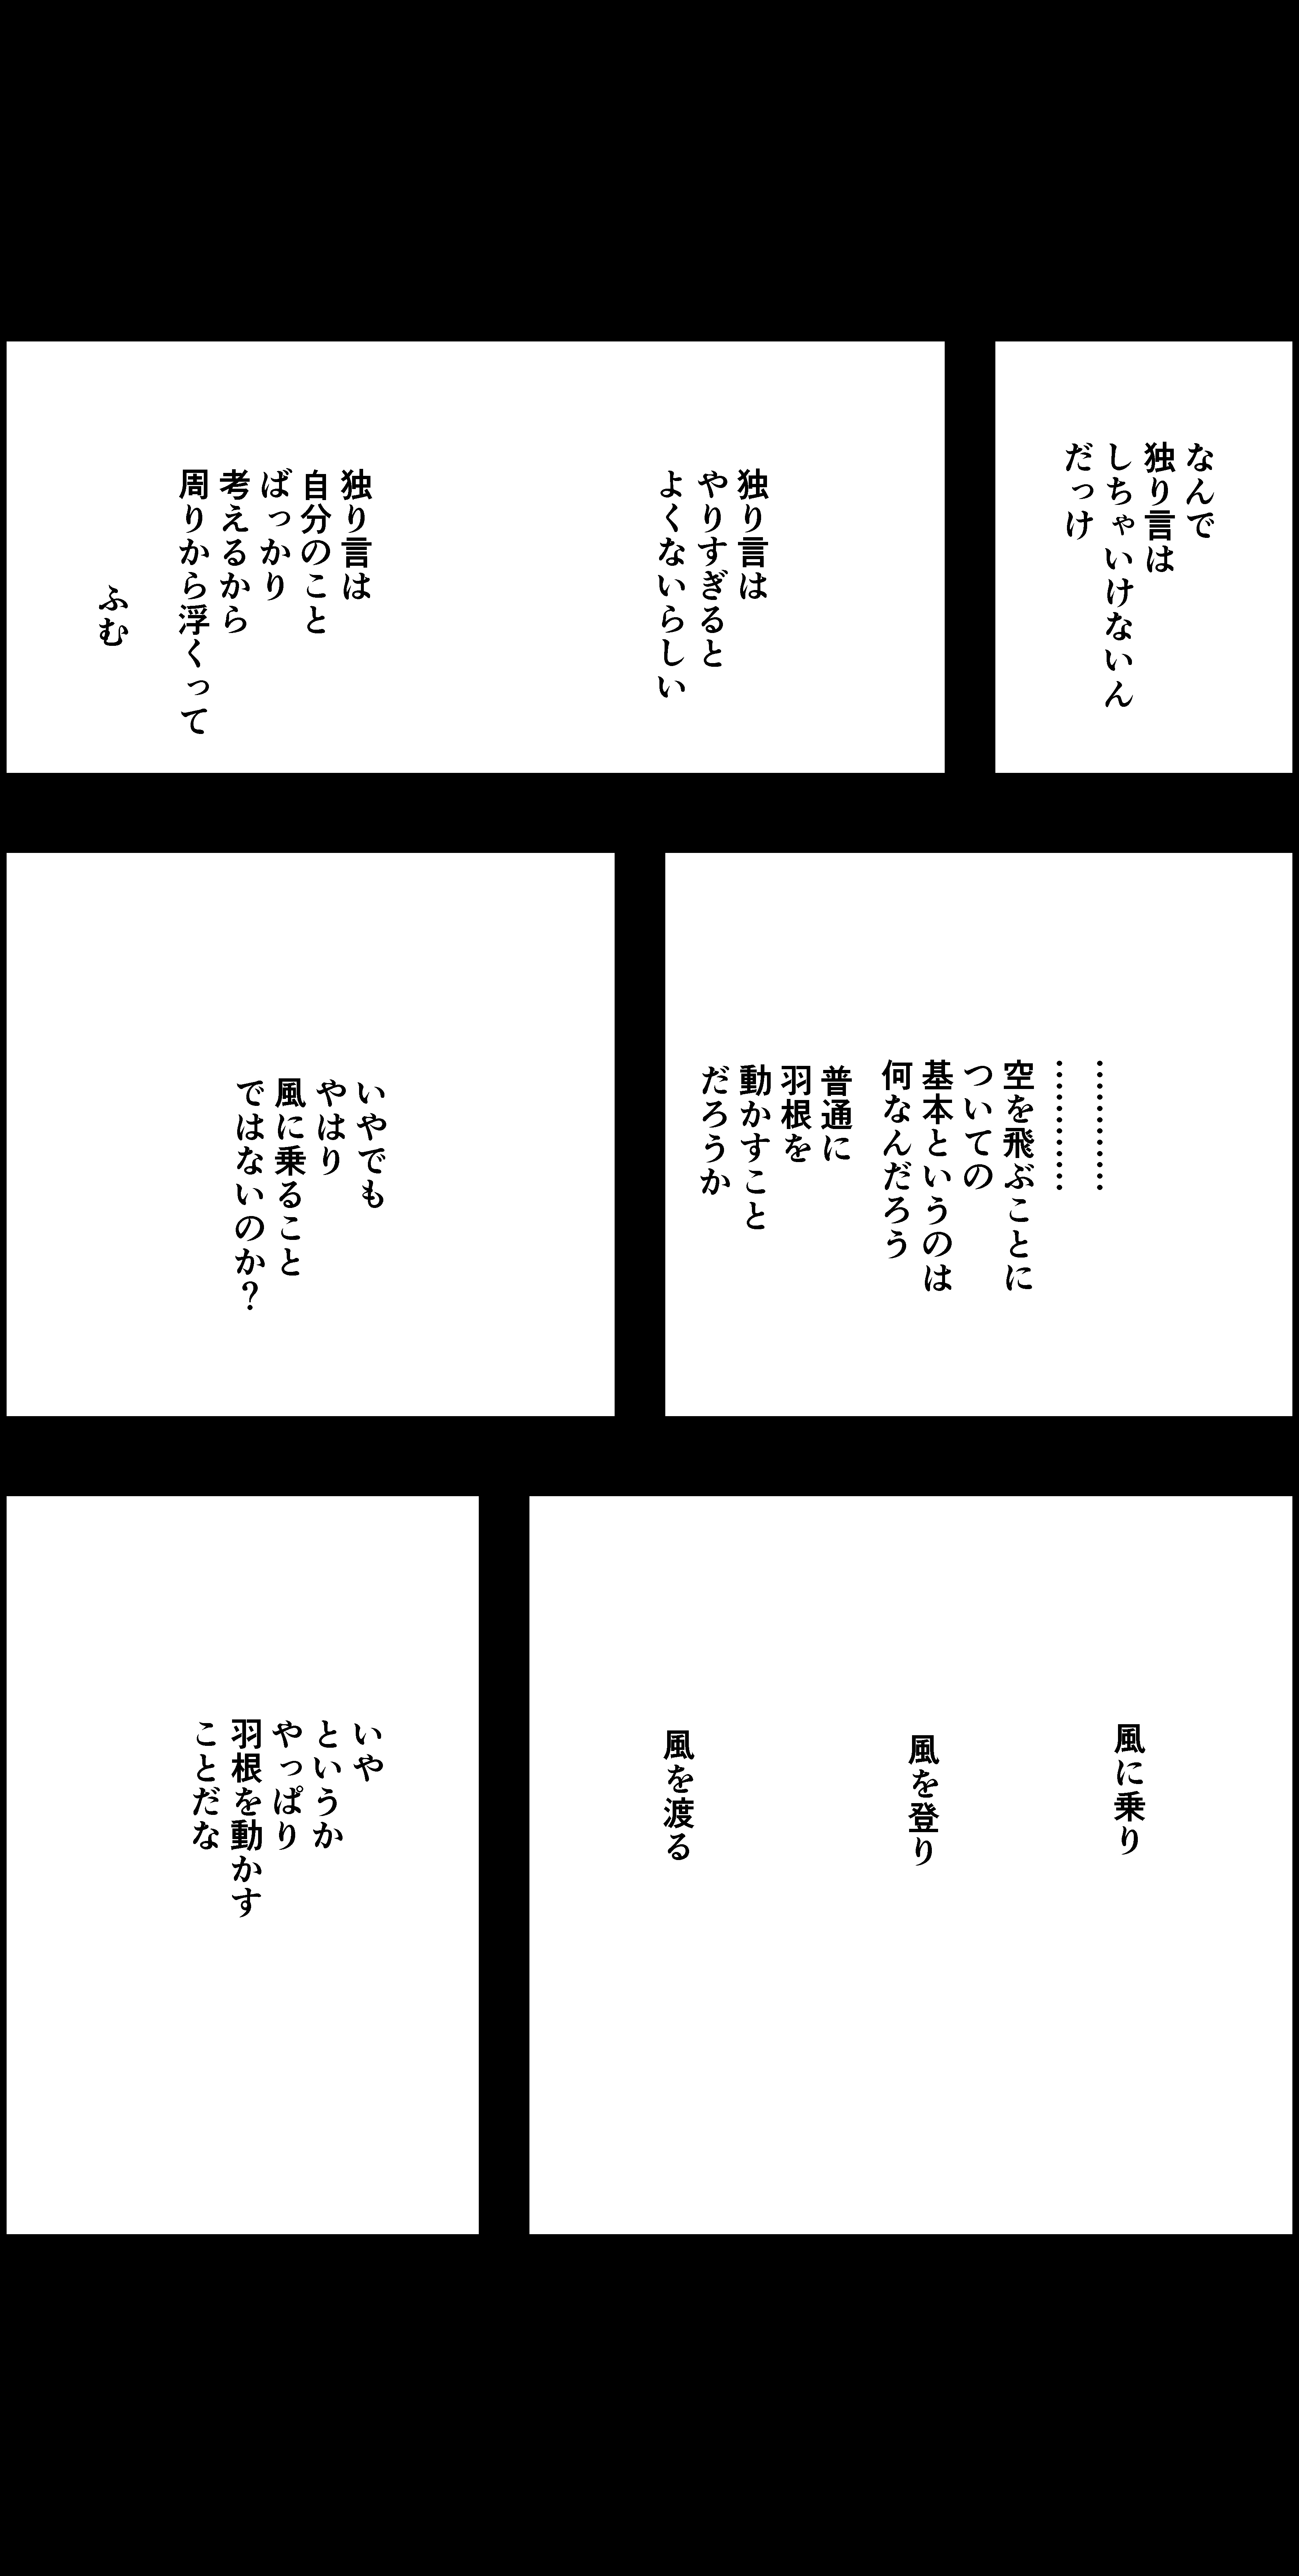 なんで
独り言は
しちゃいけないん
だっけ
独り言は
やりすぎると
よくないらしい
独り言は
自分のこと
ばっかり
考えるから
周りから浮くって
ふむ
…………
…………
空を飛ぶことに
ついての
基本というのは
何なんだろう
普通に
羽根を
動かすこと
だろうか
いやでも
やはり
風に乗ること
ではないのか？
風に乗り
風を登り
風を渡る
いや
というか
やっぱり
羽根を動かす
ことだな